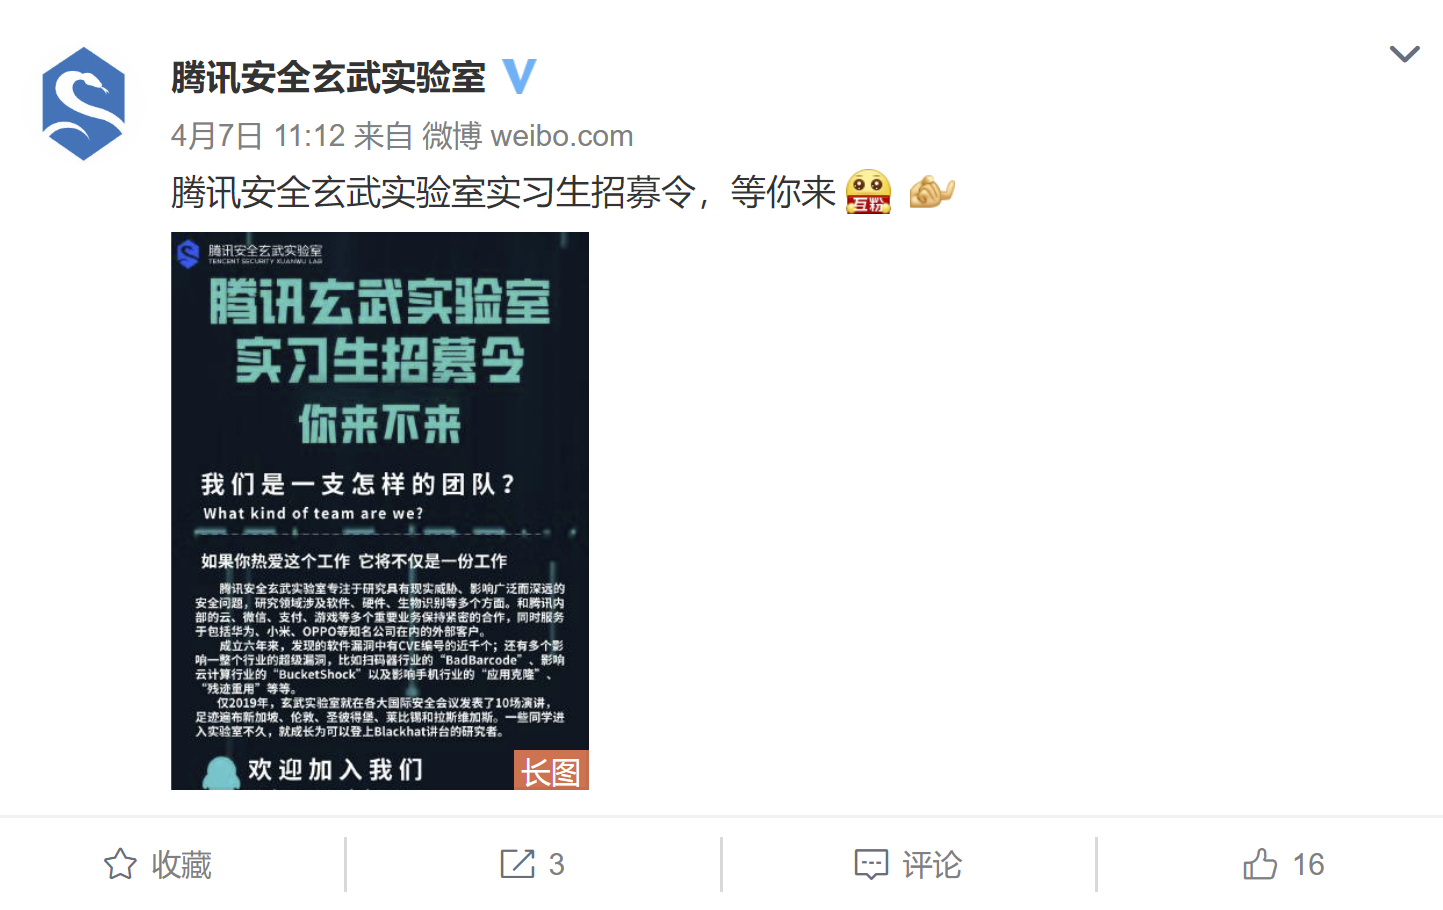 腾讯安全玄武实验室
4月7日 11:12 来自 微博 weibo.com
腾讯安全玄武实验室实习生招募令，等你来
互粉
腾讯安全玄武实验室
TENCENT SECURITY XUANWU LAB
腾讯玄武实验室
实习生招募令
你来不来
我们是一支怎样的团队？
What kind of team are we?
如果你热爱这个工作 它将不仅是一份工作
腾讯安全玄武实验室专注于研究具有现实威胁、影响广泛而深远的
安全问题，研究领域涉及软件、硬件、生物识别等多个方面。和腾讯内
部的云、微信、支付、游戏等多个重要业务保持紧密的合作，同时服务
于包括华为、小米、OPPO等知名公司在内的外部客户。
成立六年来，发现的软件漏洞中有CVE编号的近千个；还有多个影
响一整个行业的超级漏洞，比如扫码器行业的“BadBarcode”、影响
云计算行业的“BucketShock”以及影响手机行业的“应用克隆”、
“残迹重用”等等。
仅2019年，玄武实验室就在各大国际安全会议发表了10场演讲，
足迹遍布新加坡、伦敦、圣彼得堡、莱比锡和拉斯维加斯。一些同学进
入实验室不久，就成长为可以登上Blackhat讲台的研究者。
欢迎加入我们
长图
收藏
3
评论
16